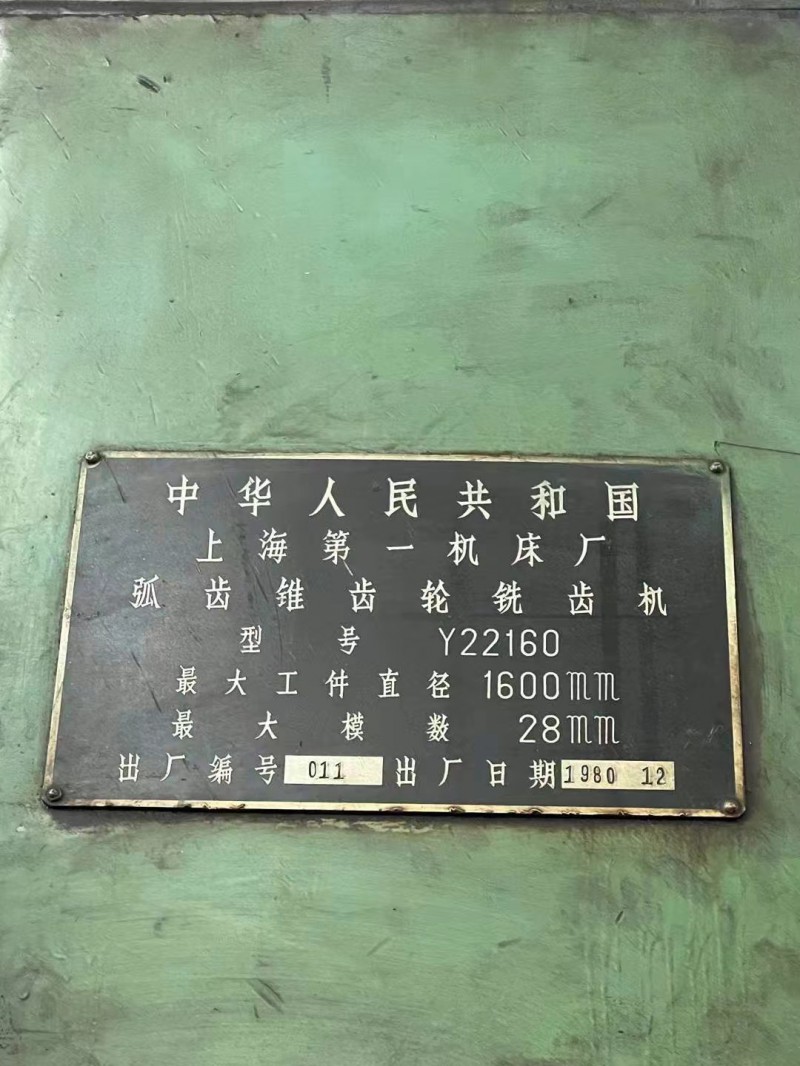 中华人民共和国
上海第一机床厂
弧齿锥齿轮铣齿机
型号 Y22160
最大工件直径 1600mm
最大模数 28mm
出厂编号 011 出厂日期 1980 12